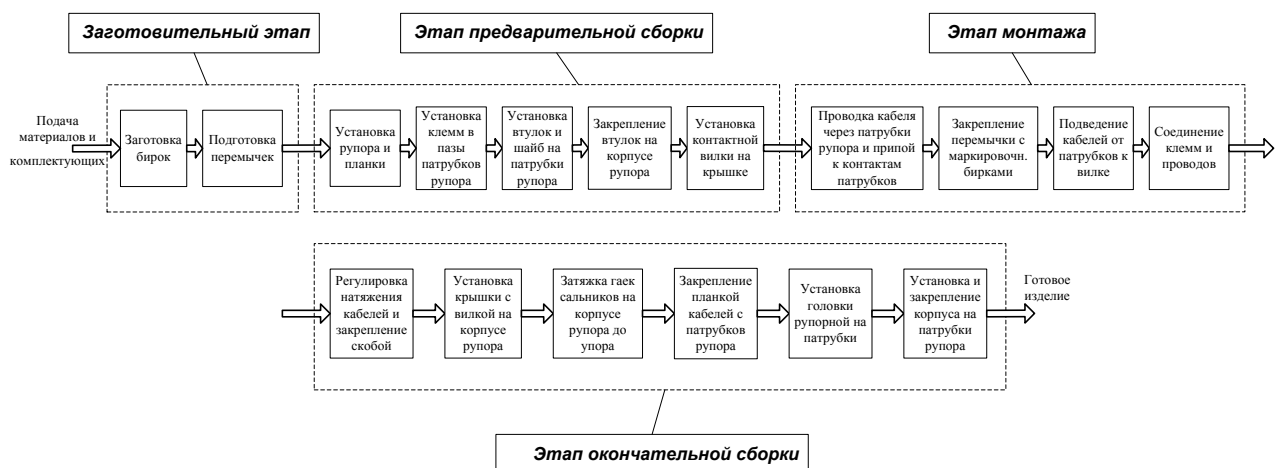 Заготовительный этап
Этап предварительной сборки
Этап монтажа
Подача
материалов и
комплектующих
Заготовка
бирок
Подготовка
перемычек
Установка
рупора и
планки
Установка
клемм в
пазы
патрубков
рупора
Установка
втулок и
шайб на
патрубки
рупора
Закрепление
втулок на
корпусе
рупора
Установка
контактной
вилки на
крышке
Проводка кабеля
через патрубки
рупора и припой
к контактам
патрубков
Закрепление
перемычки с
маркировочн.
бирками
Подведение
кабелей от
патрубков к
вилке
Соединение
клемм и
проводов
Регулировка
натяжения
кабелей и
закрепление
скобой
Установка
крышки с
вилкой на
корпусе
рупора
Затяжка гаек
сальников на
корпусе
рупора до
упора
Закрепление
планкой
кабелей с
патрубков
рупора
Установка
головки
рупорной на
патрубки
Установка и
закрепление
корпуса на
патрубки
рупора
Готовое
изделие
Этап окончательной сборки